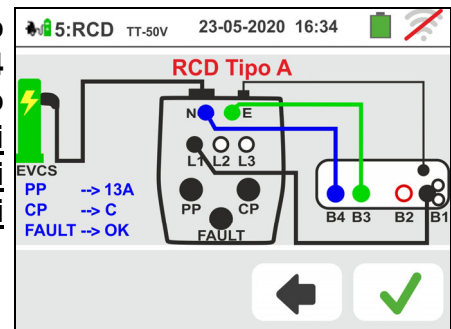 5:RCD TT-50V 23-05-2020 16:34
RCD Tipo A
N E
L1 L2 L3
EVCS
PP --> 13A
CP --> C
FAULT --> OK
PP CP
FAULT
B4 B3 B2 B1